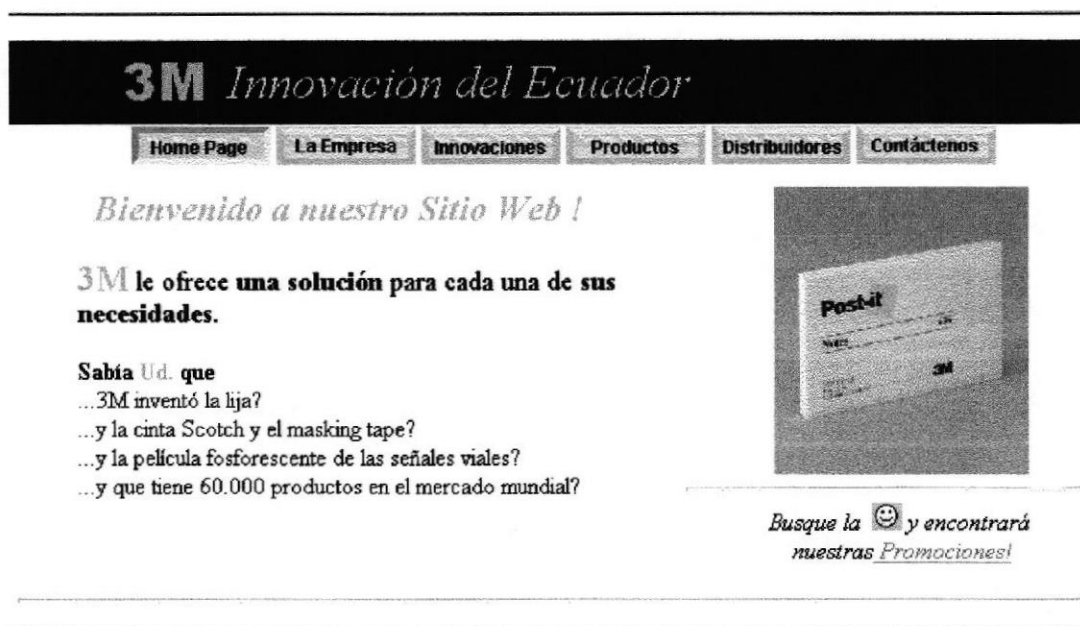 3M Innovación del Ecuador
Home Page La Empresa Innovaciones Productos Distribuidores Contáctenos
Bienvenido a nuestro Sitio Web !
3M le ofrece una solución para cada una de sus
necesidades.
Sabía Ud. que
...3M inventó la lija?
...y la cinta Scotch y el masking tape?
...y la película fosforescente de las señales viales?
...y que tiene 60.000 productos en el mercado mundial?
Post-it
3M
Busque la y encontrará
nuestras Promociones!